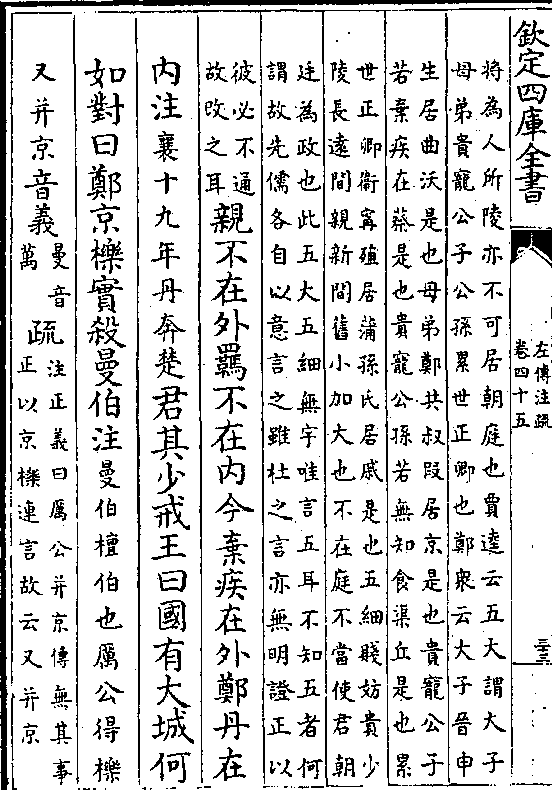 欽定四庫全書
左傳注疏
卷四十五
三十三
將為人所陵亦不可居朝庭也賈逵云五大謂大子
母弟貴寵公子公孫累世正卿也鄭衆云大子晉申
生居曲沃是也母弟鄭共叔段居京是也貴寵公子
若棄疾在蔡是也貴寵公孫若無知食渠丘是也累
世正卿衛寗殖居蒲孫氏居戚是也五細賤妨貴少
陵長遠間親新間舊小加大也不在庭不當使君朝
廷為政也此五大五細無字唯言五耳不知五者何
謂故先儒各自以意言之雖杜之言亦無明證正以
彼必不通
故改之耳
親不在外羈不在内今棄疾在外鄭丹在
内注襄十九年丹奔楚君其少戒王曰國有大城何
如對曰鄭京櫟實殺曼伯注曼伯檀伯也厲公得櫟
又并京音義
曼音
萬
疏
注正義曰厲公并京傳無其事
正以京櫟連言故云又并京